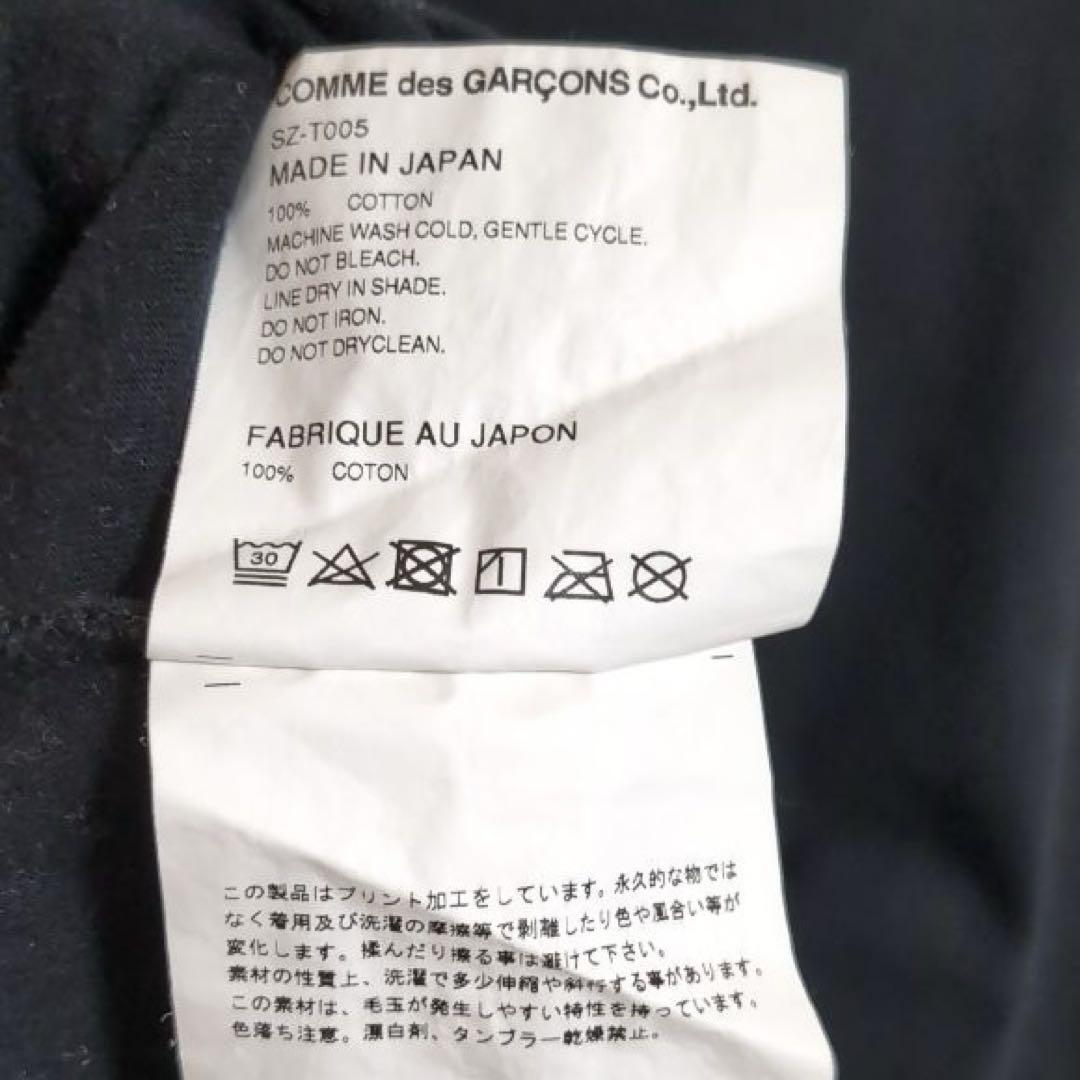 COMME des GARÇONS Co.,Ltd.
SZ-T005
MADE IN JAPAN
100% COTTON
MACHINE WASH COLD, GENTLE CYCLE.
DO NOT BLEACH.
LINE DRY IN SHADE.
DO NOT IRON.
DO NOT DRYCLEAN.
FABRIQUE AU JAPON
100% COTON
30
この製品はプリント加工をしています。永久的な物では
なく着用及び洗濯の摩擦等で剥離したり色や風合い等が
変化します。揉んだり擦る事は避けて下さい。
素材の性質上、洗濯で多少伸縮や斜行する事があります。
この素材は、毛玉が発生しやすい特性を持っています。
色落ち注意。漂白剤、タンブラー乾燥禁止。